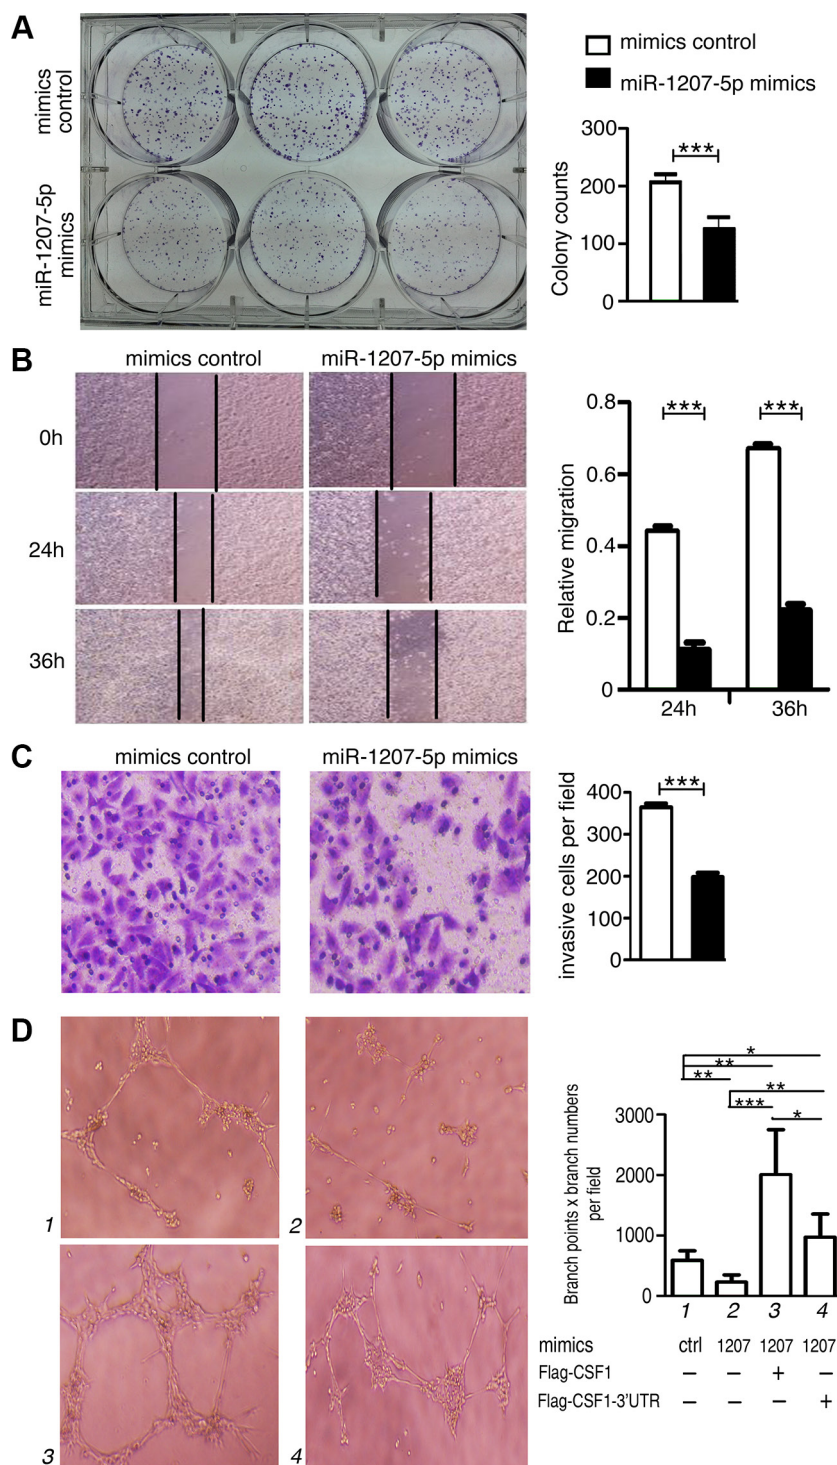 A
mimics control
miR-1207-5p mimics
mimics control
miR-1207-5p mimics
300
200
100
0
Colony counts
***
B
mimics control
miR-1207-5p mimics
0h
24h
36h
0.8
0.6
0.4
0.2
0
Relative migration
***
***
24h
36h
C
mimics control
miR-1207-5p mimics
400
300
200
100
0
invasive cells per field
***
D
1
2
3
4
*
**
**
**
***
*
3000
2000
1000
0
Branch points x branch numbers
per field
1 2 3 4
mimics ctrl 1207 1207 1207
Flag-CSF1 – – + –
Flag-CSF1-3'UTR – – – +